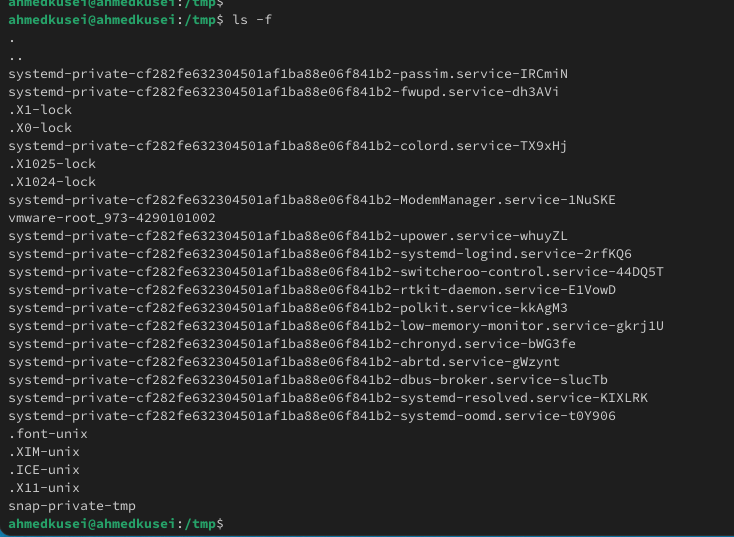 ahmedkusei@ahmedkusei:/tmp$
ahmedkusei@ahmedkusei:/tmp$ ls -f
.
..
systemd-private-cf282fe632304501af1ba88e06f841b2-passim.service-IRCmiN
systemd-private-cf282fe632304501af1ba88e06f841b2-fwupd.service-dh3AVi
.X1-lock
.X0-lock
systemd-private-cf282fe632304501af1ba88e06f841b2-colord.service-TX9xHj
.X1025-lock
.X1024-lock
systemd-private-cf282fe632304501af1ba88e06f841b2-ModemManager.service-1NuSKE
vmware-root_973-4290101002
systemd-private-cf282fe632304501af1ba88e06f841b2-upower.service-whuyZL
systemd-private-cf282fe632304501af1ba88e06f841b2-systemd-logind.service-2rfKQ6
systemd-private-cf282fe632304501af1ba88e06f841b2-switcheroo-control.service-44DQ5T
systemd-private-cf282fe632304501af1ba88e06f841b2-rtkit-daemon.service-E1VowD
systemd-private-cf282fe632304501af1ba88e06f841b2-polkit.service-kkAgM3
systemd-private-cf282fe632304501af1ba88e06f841b2-low-memory-monitor.service-gkrj1U
systemd-private-cf282fe632304501af1ba88e06f841b2-chronyd.service-bWG3fe
systemd-private-cf282fe632304501af1ba88e06f841b2-abrtd.service-gWzynt
systemd-private-cf282fe632304501af1ba88e06f841b2-dbus-broker.service-slucTb
systemd-private-cf282fe632304501af1ba88e06f841b2-systemd-resolved.service-KIXLRK
systemd-private-cf282fe632304501af1ba88e06f841b2-systemd-oomd.service-t0Y906
.font-unix
.XIM-unix
.ICE-unix
.X11-unix
snap-private-tmp
ahmedkusei@ahmedkusei:/tmp$